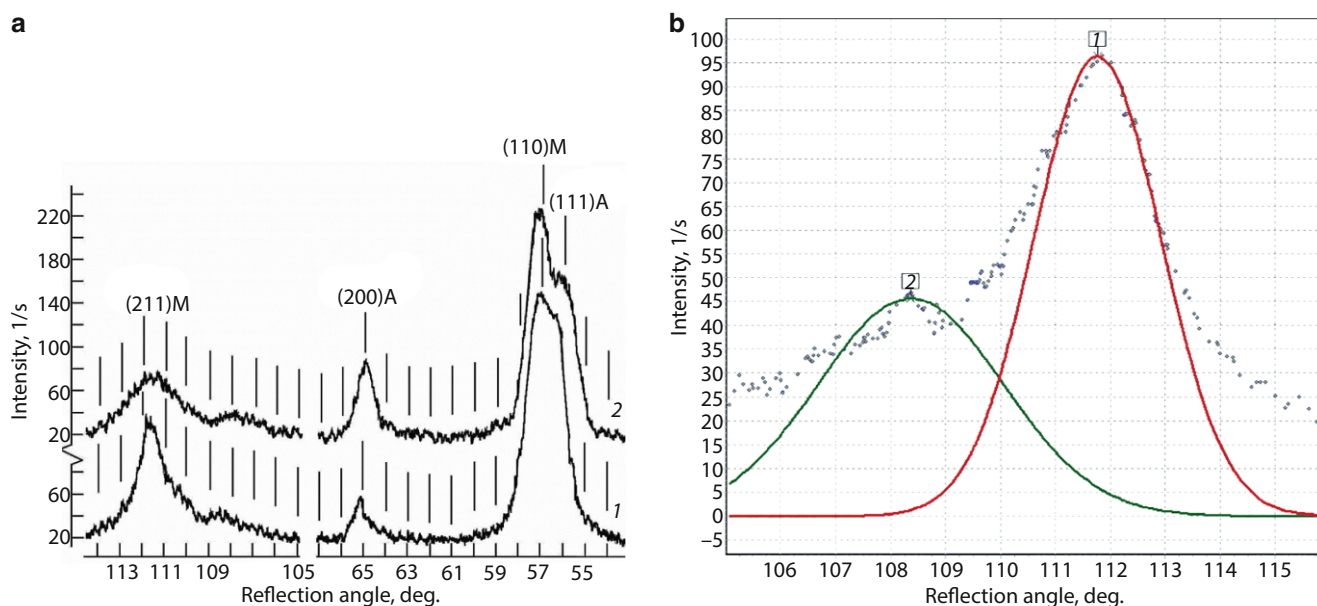 a
(110)M
(111)A
(211)M
(200)A
Intensity, 1/s
220
180
140
100
60
20
2
60
20
1
113 111 109 105 65 63 61 59 57 55
Reflection angle, deg.
b
1
2
Intensity, 1/s
100
95
90
85
80
75
70
65
60
55
50
45
40
35
30
25
20
15
10
5
0
–5
106 107 108 109 110 111 112 113 114 115
Reflection angle, deg.